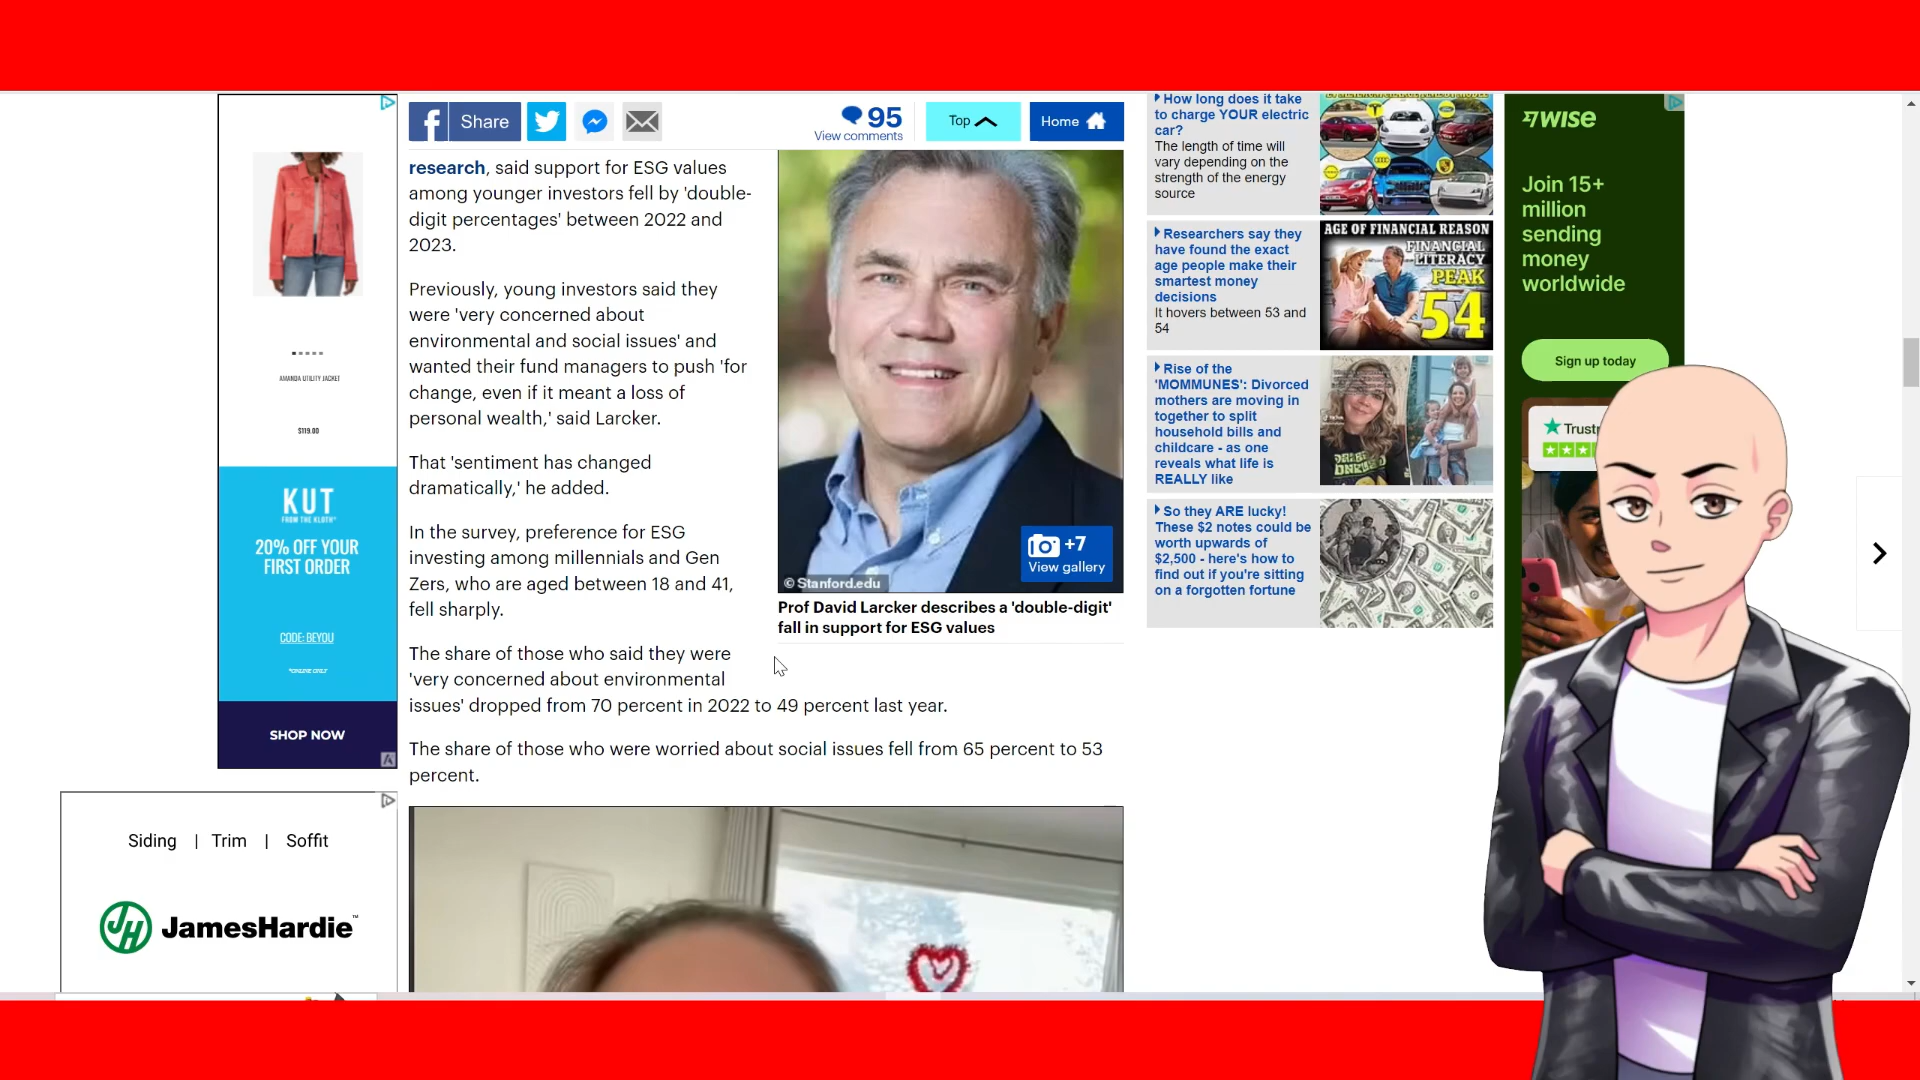 AMANDA UTILITY JACKET
$119.00
KUT
FROM THE KLOTH
20% OFF YOUR
FIRST ORDER
CODE: BEYOU
*ONLINE ONLY
SHOP NOW
Siding | Trim | Soffit
JH JamesHardie™
Share
95
View comments
Top
Home
research, said support for ESG values
among younger investors fell by 'double-
digit percentages' between 2022 and
2023.
Previously, young investors said they
were 'very concerned about
environmental and social issues' and
wanted their fund managers to push 'for
change, even if it meant a loss of
personal wealth,' said Larcker.
That 'sentiment has changed
dramatically,' he added.
In the survey, preference for ESG
investing among millennials and Gen
Zers, who are aged between 18 and 41,
fell sharply.
The share of those who said they were
'very concerned about environmental
issues' dropped from 70 percent in 2022 to 49 percent last year.
The share of those who were worried about social issues fell from 65 percent to 53
percent.
+7
View gallery
© Stanford.edu
Prof David Larcker describes a 'double-digit'
fall in support for ESG values
How long does it take
to charge YOUR electric
car?
The length of time will
vary depending on the
strength of the energy
source
Researchers say they
have found the exact
age people make their
smartest money
decisions
It hovers between 53 and
54
AGE OF FINANCIAL REASON
FINANCIAL
LITERACY
PEAK
54
Rise of the
'MOMMUNES': Divorced
mothers are moving in
together to split
household bills and
childcare - as one
reveals what life is
REALLY like
So they ARE lucky!
These $2 notes could be
worth upwards of
$2,500 - here's how to
find out if you're sitting
on a forgotten fortune
WISE
Join 15+
million
sending
money
worldwide
Sign up today
Trustp